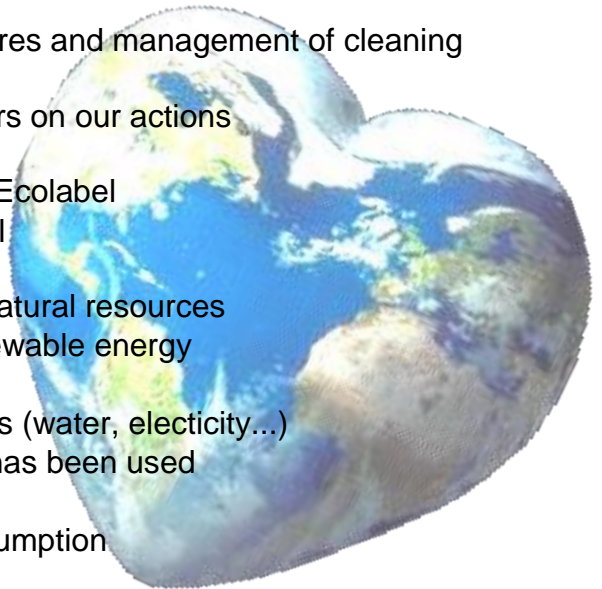 res and management of cleaning
rs on our actions
Ecolabel
l
atural resources
ewable energy
s (water, electicity...)
has been used
umption